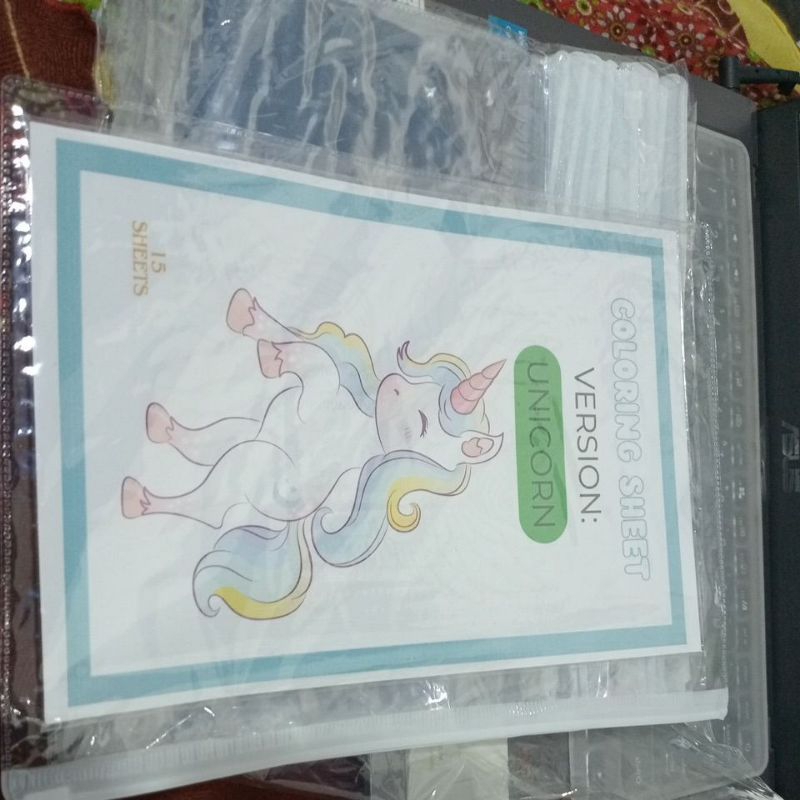 COLORING SHEET
VERSION:
UNICORN
15
SHEETS